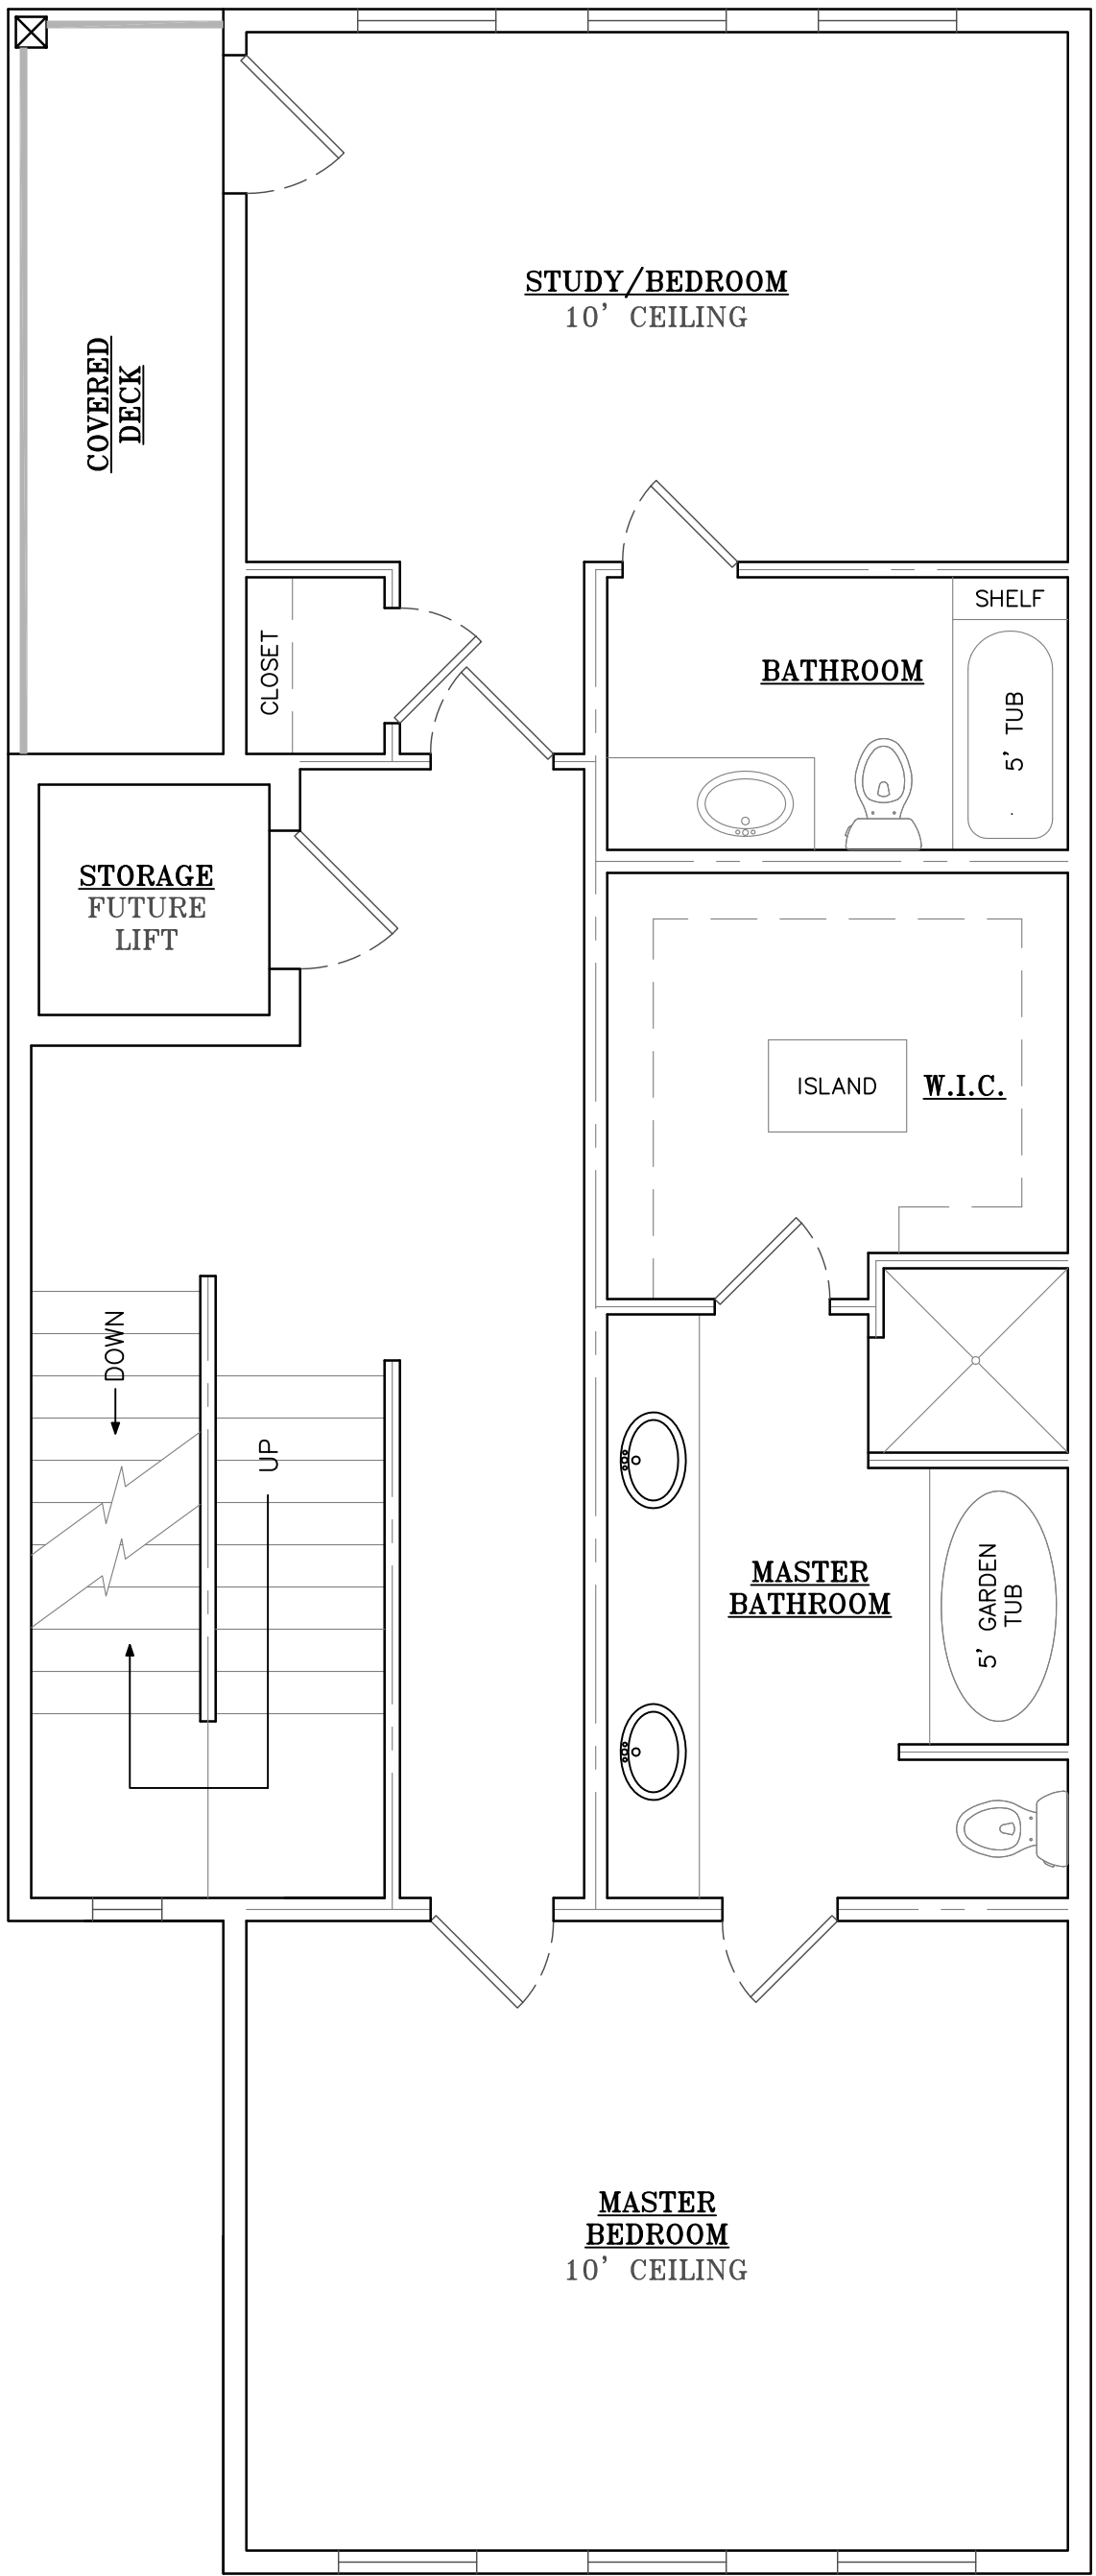 STUDY/BEDROOM
10' CEILING
COVERED
DECK
SHELF
CLOSET
BATHROOM
5' TUB
STORAGE
FUTURE
LIFT
ISLAND
W.I.C.
DOWN
UP
MASTER
BATHROOM
5' GARDEN
TUB
MASTER
BEDROOM
10' CEILING